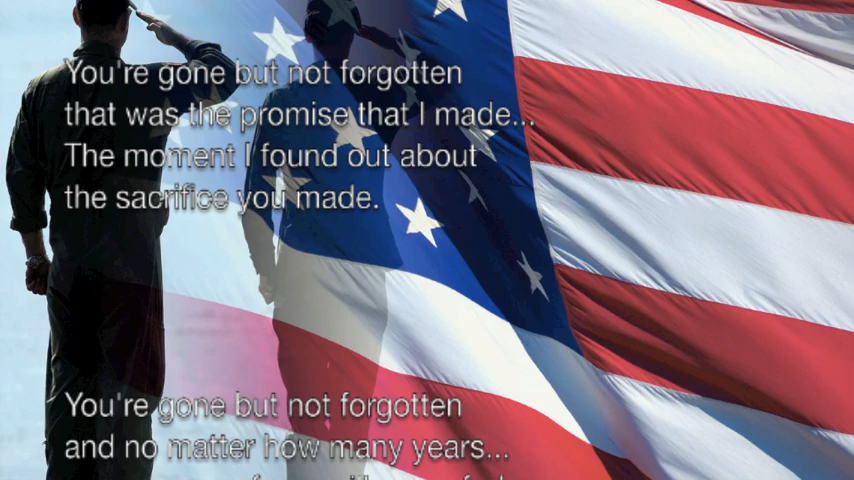 You're gone but not forgotten
that was the promise that I made...
The moment I found out about
the sacrifice you made.
You're gone but not forgotten
and no matter how many years...